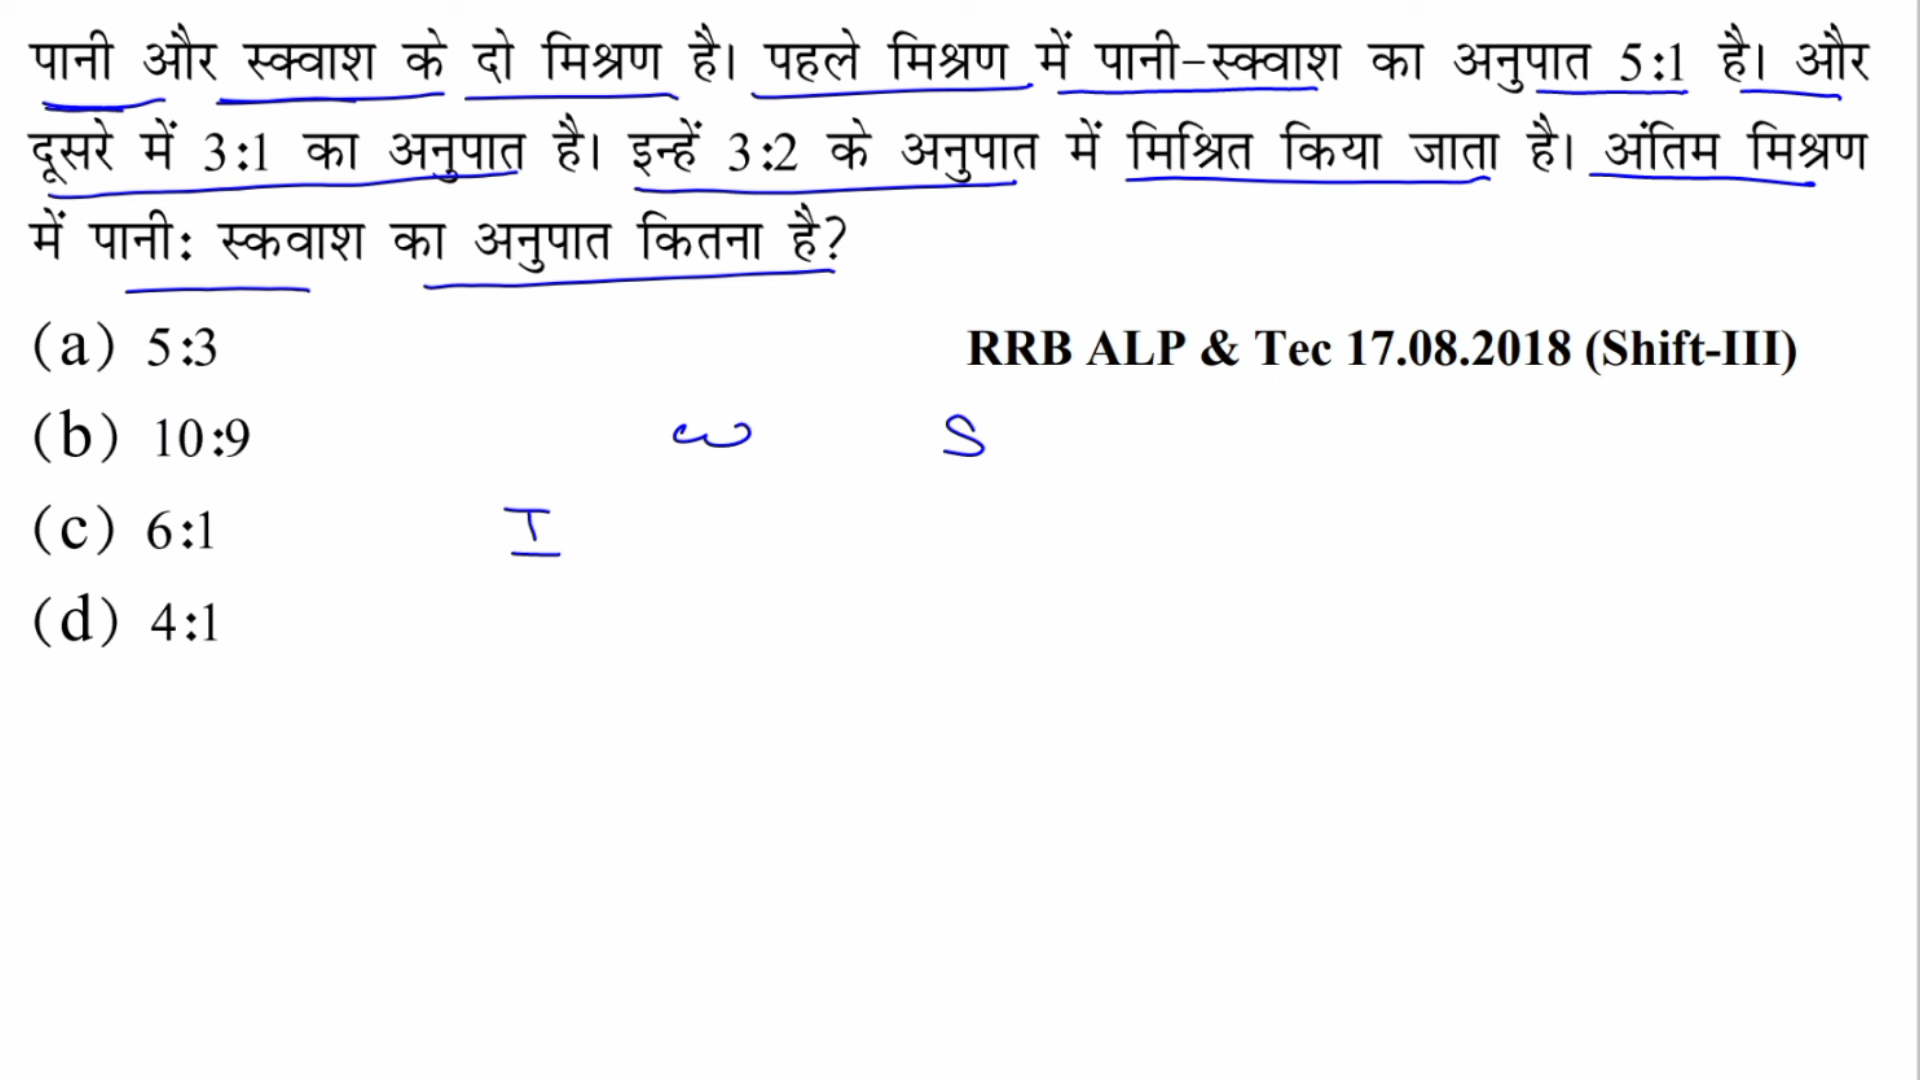 पानी और स्क्वाश के दो मिश्रण है। पहले मिश्रण में पानी-स्क्वाश का अनुपात 5:1 है। और
दूसरे में 3:1 का अनुपात है। इन्हें 3:2 के अनुपात में मिश्रित किया जाता है। अंतिम मिश्रण
में पानी: स्कवाश का अनुपात कितना है?
(a) 5:3
RRB ALP & Tec 17.08.2018 (Shift-III)
(b) 10:9
W S
(c) 6:1
I
(d) 4:1